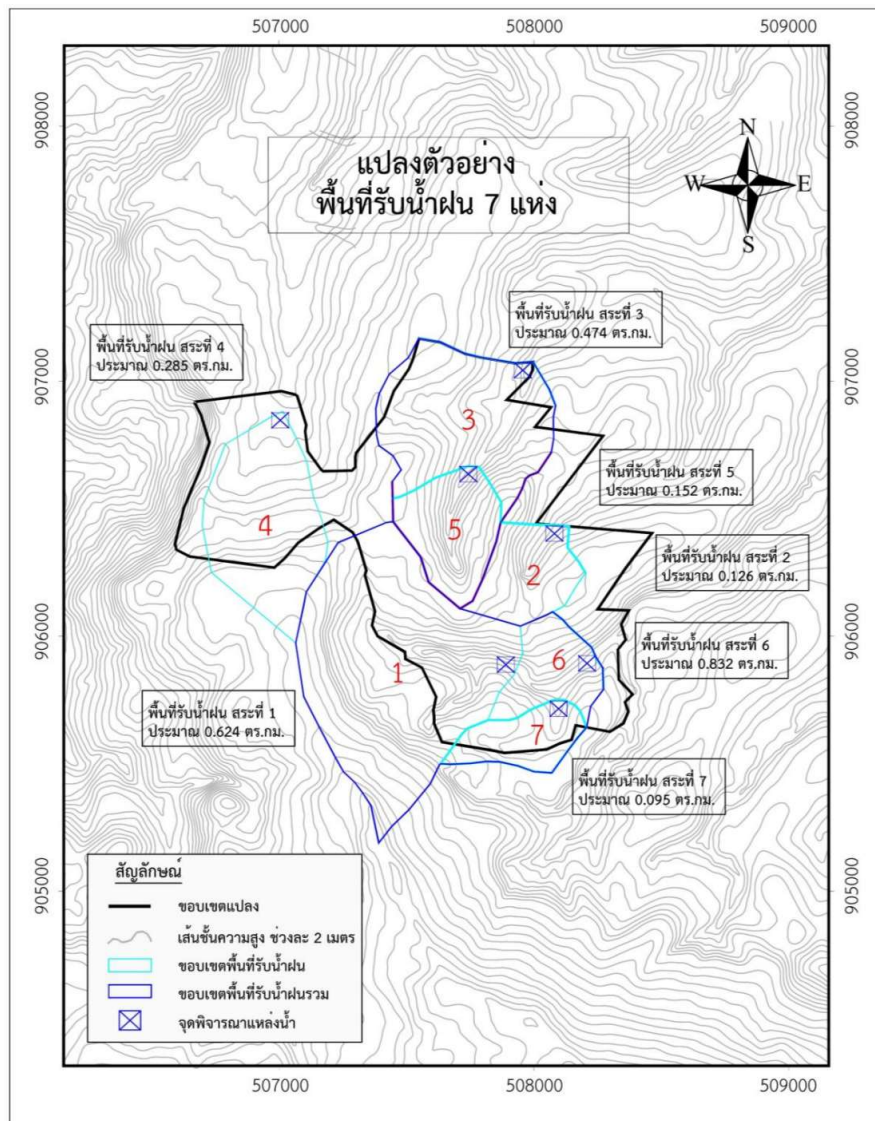 507000
508000
509000
908000
908000
แปลงตัวอย่าง
พื้นที่รับน้ำฝน 7 แห่ง
N
W
E
S
พื้นที่รับน้ำฝน สระที่ 3
ประมาณ 0.474 ตร.กม.
พื้นที่รับน้ำฝน สระที่ 4
ประมาณ 0.285 ตร.กม.
907000
907000
3
พื้นที่รับน้ำฝน สระที่ 5
ประมาณ 0.152 ตร.กม.
4
5
พื้นที่รับน้ำฝน สระที่ 2
ประมาณ 0.126 ตร.กม.
2
906000
906000
พื้นที่รับน้ำฝน สระที่ 6
ประมาณ 0.832 ตร.กม.
6
1
พื้นที่รับน้ำฝน สระที่ 1
ประมาณ 0.624 ตร.กม.
7
พื้นที่รับน้ำฝน สระที่ 7
ประมาณ 0.095 ตร.กม.
905000
905000
สัญลักษณ์
ขอบเขตแปลง
เส้นชั้นความสูง ช่วงละ 2 เมตร
ขอบเขตพื้นที่รับน้ำฝน
ขอบเขตพื้นที่รับน้ำฝนรวม
จุดพิจารณาแหล่งน้ำ
507000
508000
509000